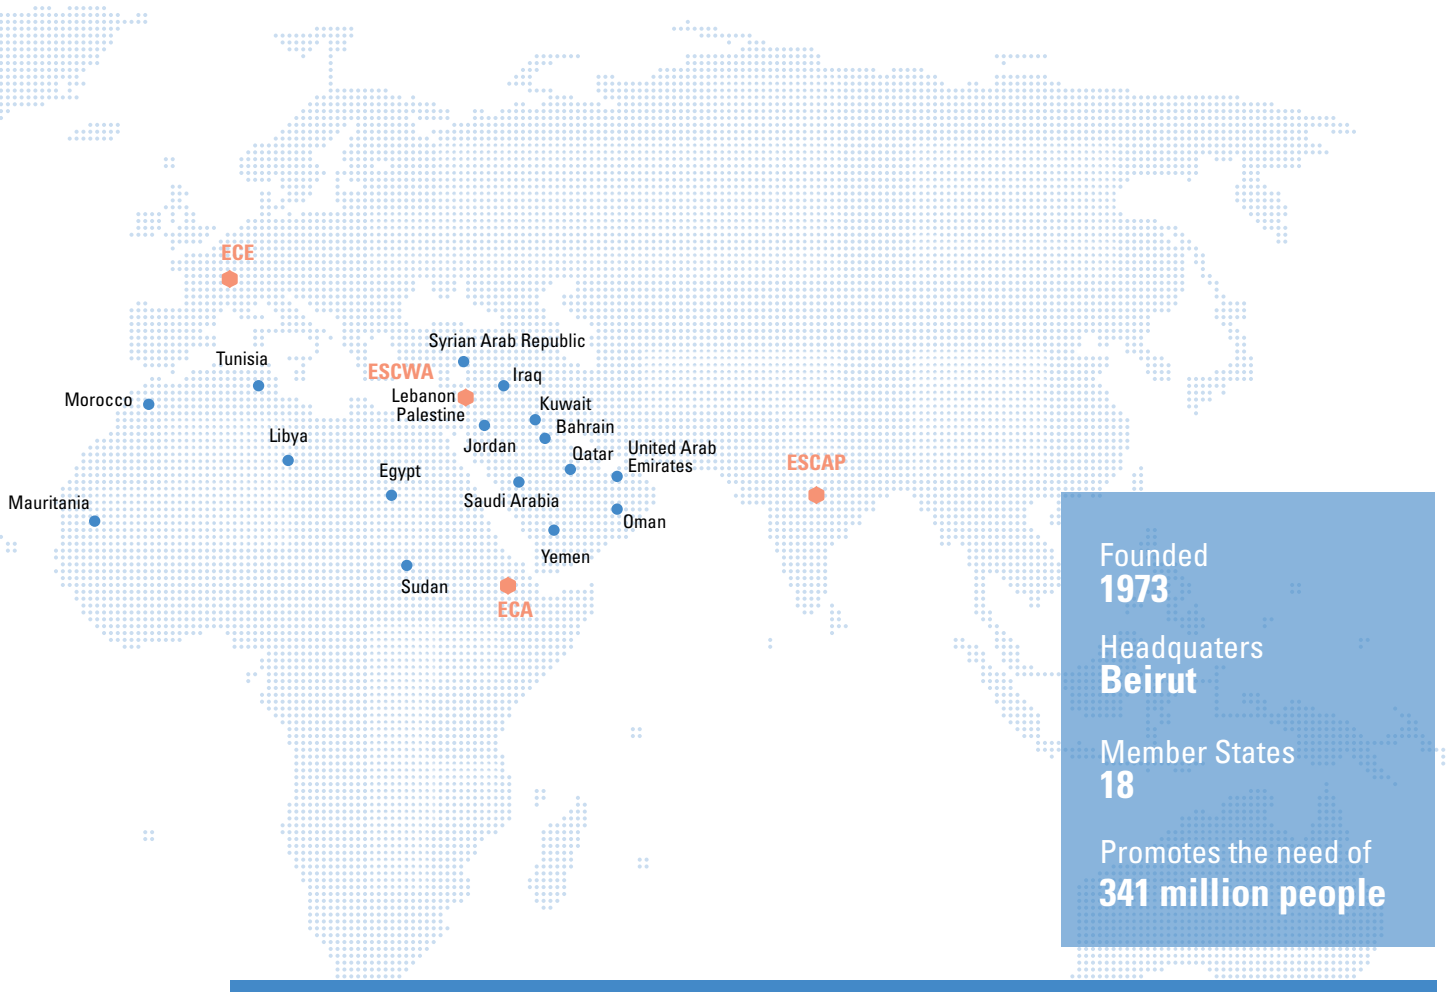 ECE
Syrian Arab Republic
Tunisia
ESCWA
Iraq
Morocco
Lebanon
Palestine
Kuwait
Bahrain
Libya
Jordan
Qatar
United Arab
Emirates
Egypt
ESCAP
Mauritania
Saudi Arabia
Oman
Yemen
Sudan
ECA
Founded
1973
Headquaters
Beirut
Member States
18
Promotes the need of
341 million people